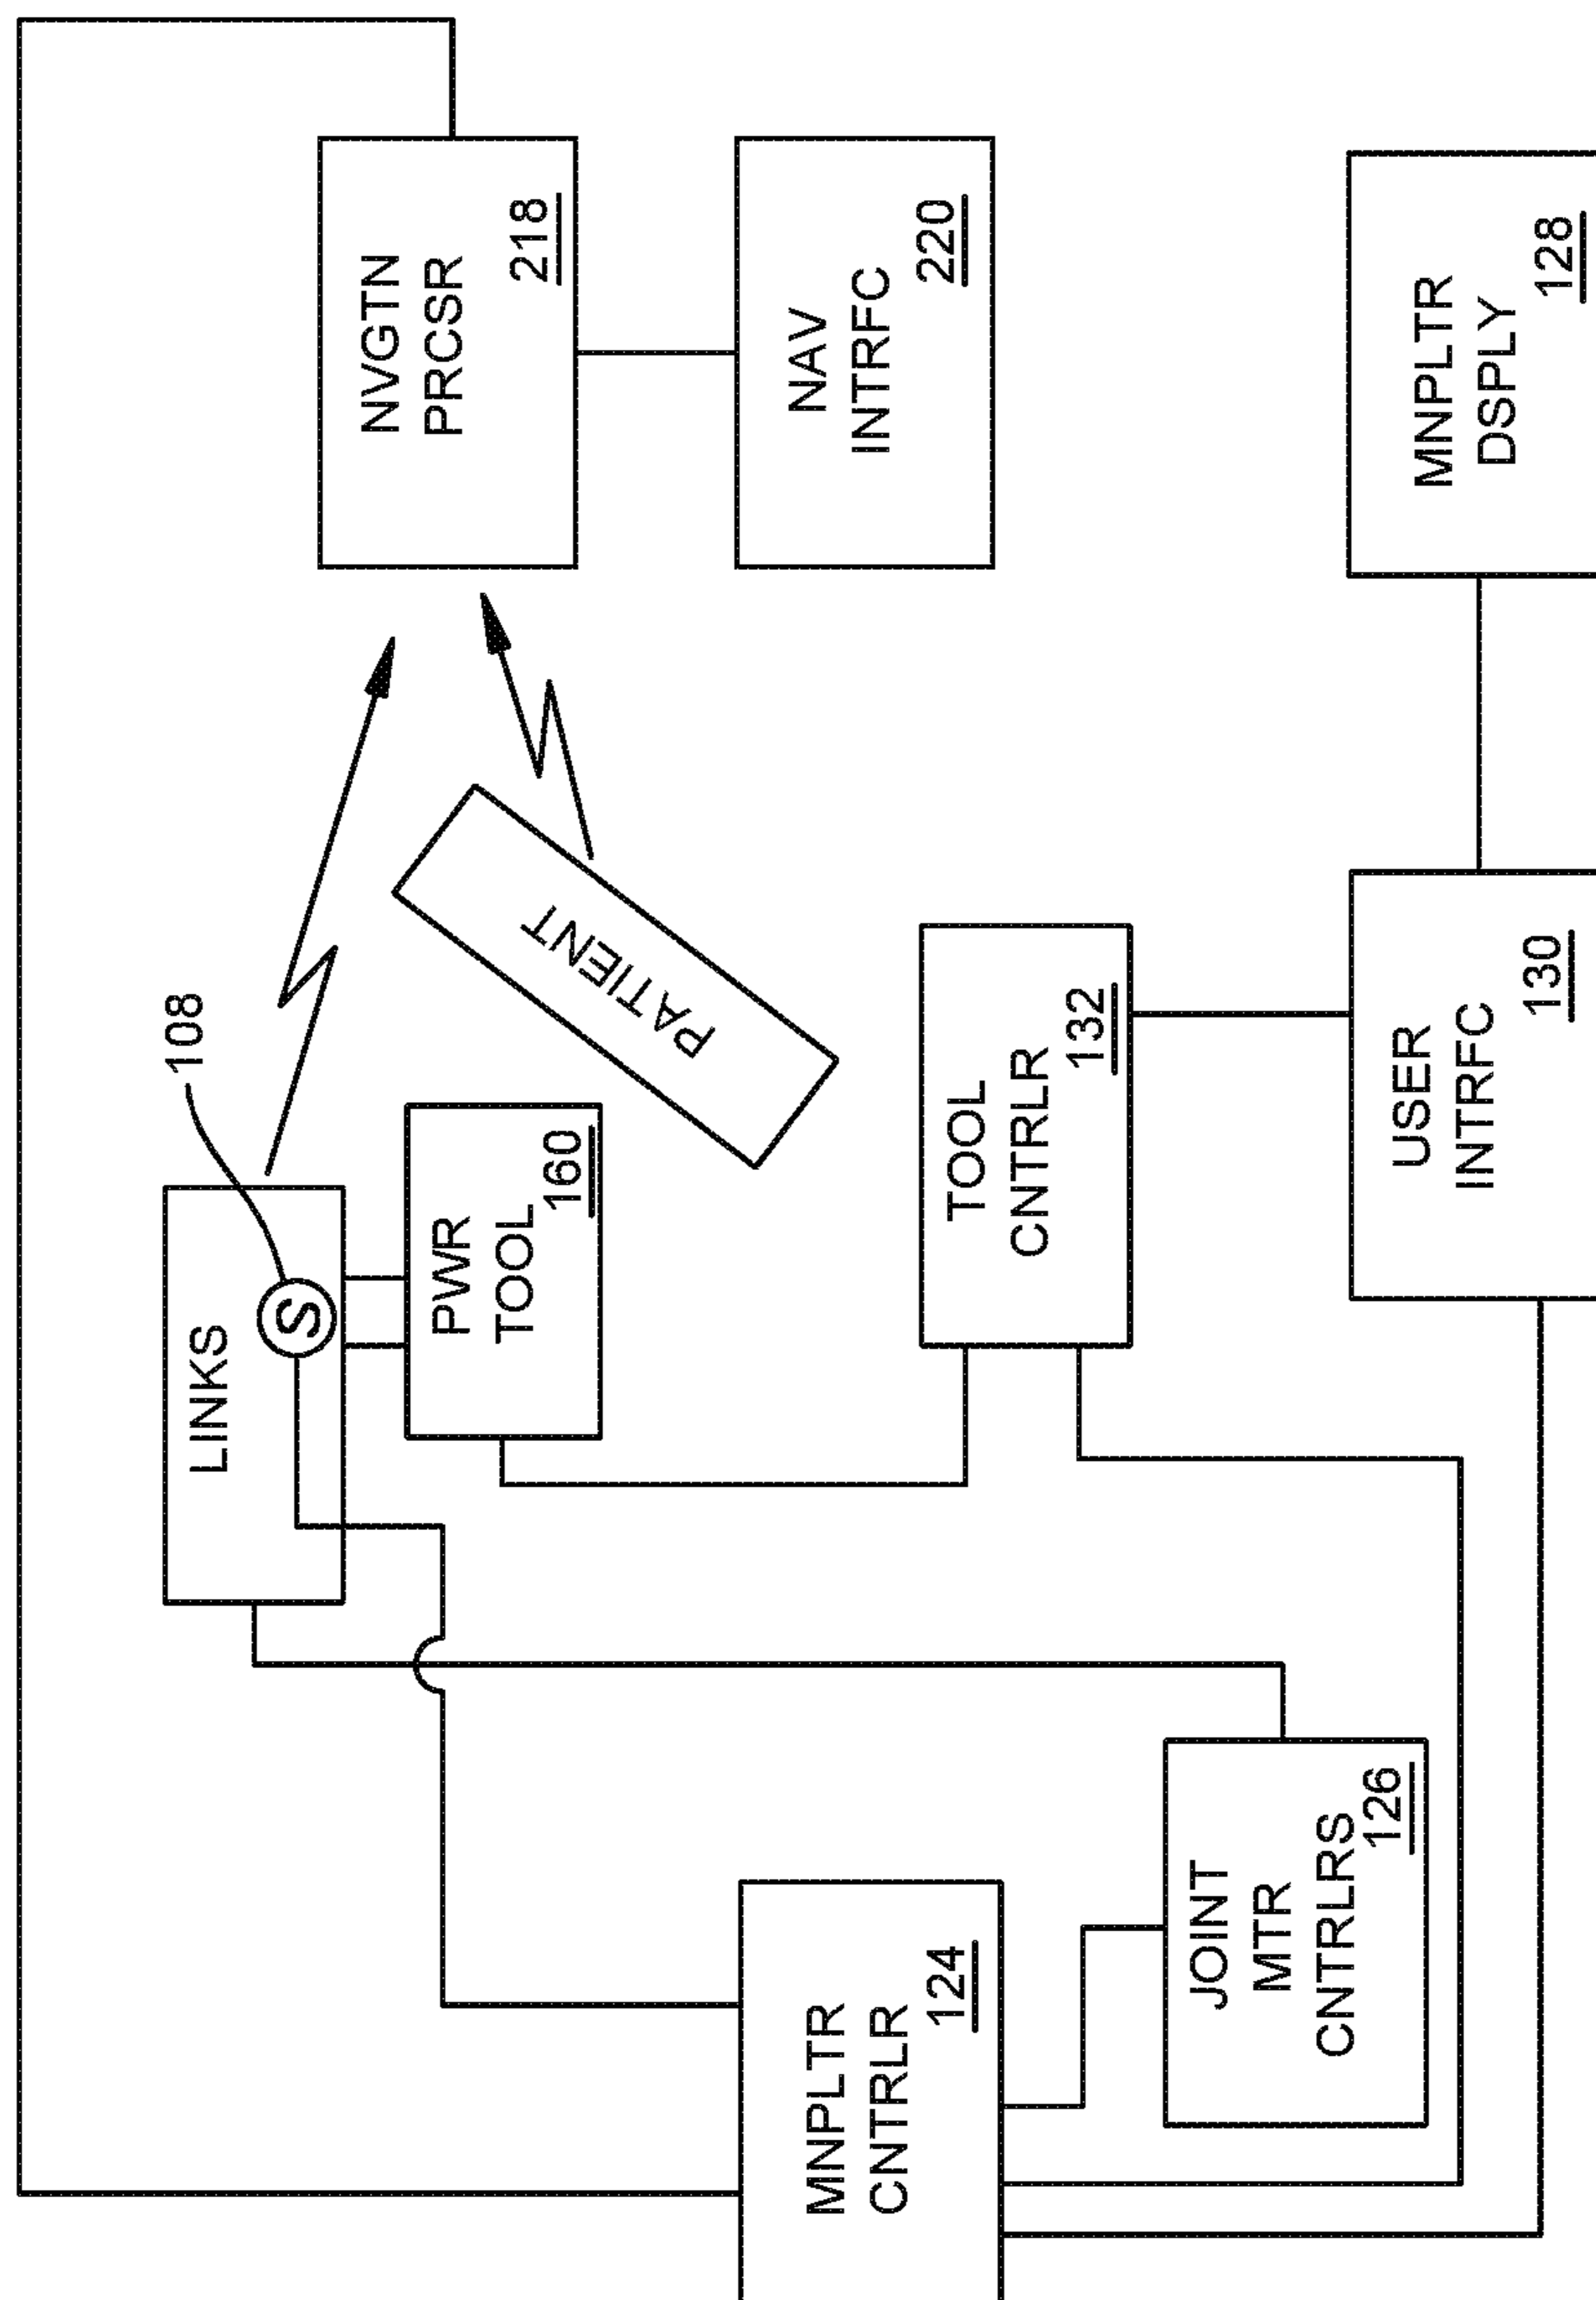 108
LINKS
S
PWR
TOOL
160
PATIENT
NVGTN
PRCSR
218
NAV
INTRFC
220
MNPLTR
CNTRLR
124
TOOL
CNTRLR
132
JOINT
MTR
CNTRLRS
126
USER
INTRFC
130
MNPLTR
DSPLY
128